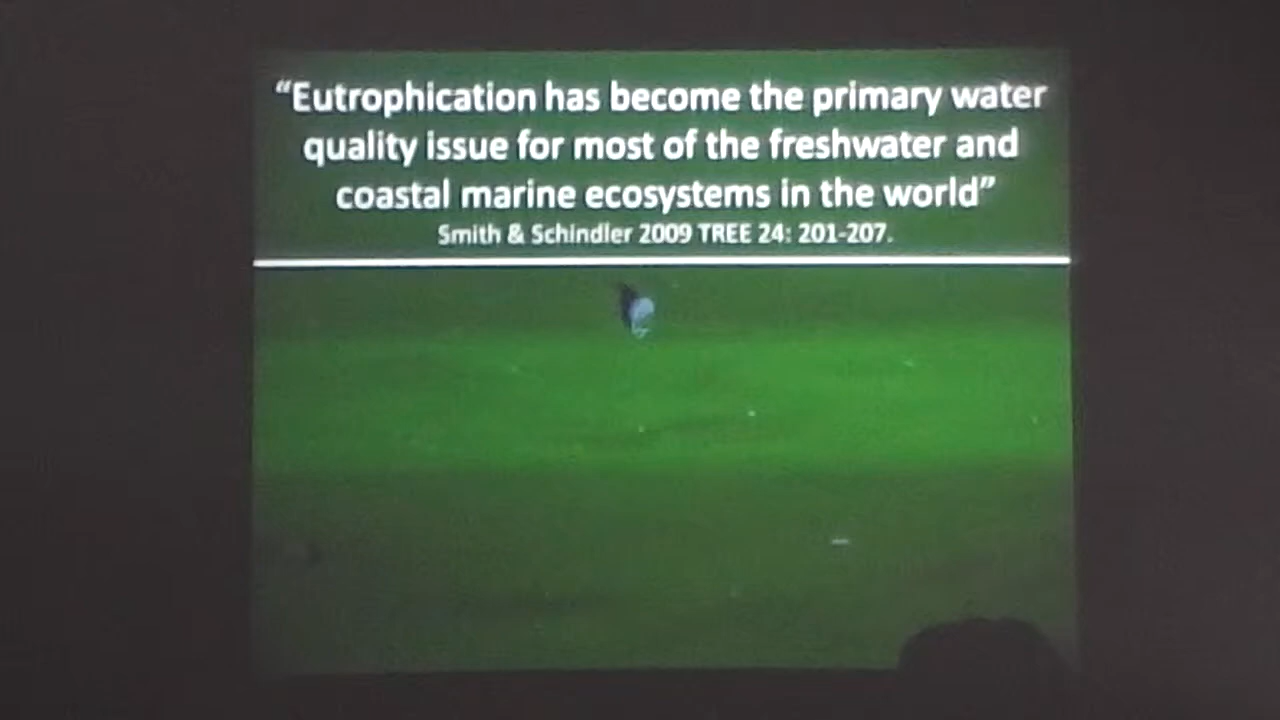 “Eutrophication has become the primary water
quality issue for most of the freshwater and
coastal marine ecosystems in the world”
Smith & Schindler 2009 TREE 24: 201-207.